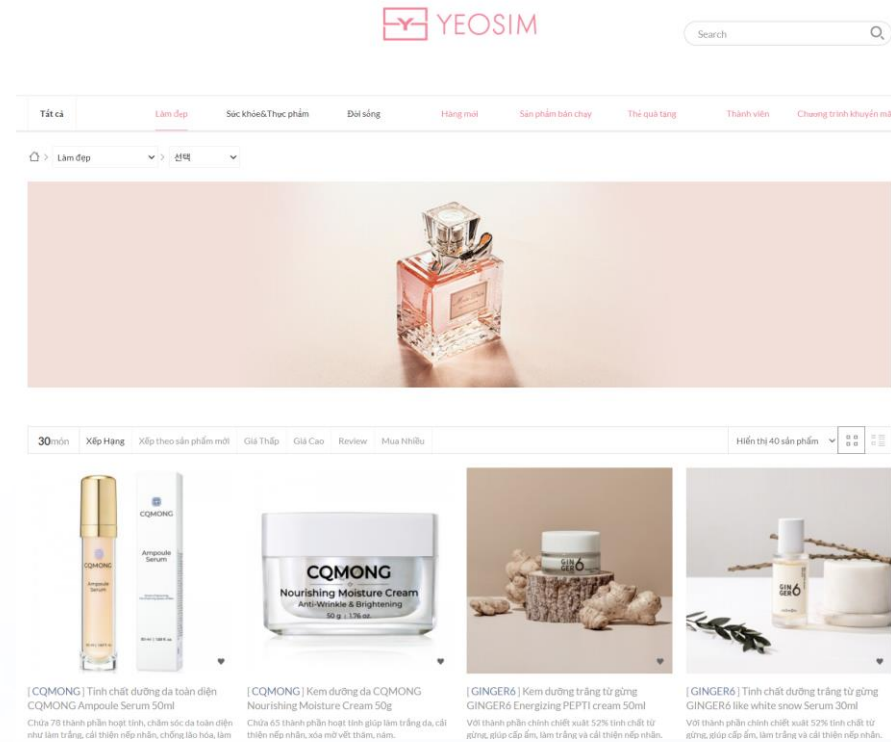 YEOSIM
Search
Tất cả
Làm đẹp
Sức khỏe&Thực phẩm
Đời sống
Hàng mới
Sản phẩm bán chạy
Thẻ quà tặng
Thành viên
Chương trình khuyến mã
Làm đẹp
선택
30món
Xếp Hạng
Xếp theo sản phẩm mới
Giá Thấp
Giá Cao
Review
Mua Nhiều
Hiển thị 40 sản phẩm
CQMONG
Ampoule
Serum
CQMONG
Ampoule
Serum
CQMONG
Nourishing Moisture Cream
Anti-Wrinkle & Brightening
50 g I 1.76 oz.
GIN
GER6
GIN
GER6
[ CQMONG ] Tinh chất dưỡng da toàn diện
CQMONG Ampoule Serum 50ml
Chứa 78 thành phần hoạt tính, chăm sóc da toàn diện
như làm trắng, cải thiện nếp nhăn, chống lão hóa, làm
[ CQMONG ] Kem dưỡng da CQMONG
Nourishing Moisture Cream 50g
Chứa 65 thành phần hoạt tính giúp làm trắng da, cải
thiện nếp nhăn, xóa mờ vết thâm, nám.
[ GINGER6 ] Kem dưỡng trắng từ gừng
GINGER6 Energizing PEPTI cream 50ml
Với thành phần chính chiết xuất 52% tinh chất từ
gừng, giúp cấp ẩm, làm trắng và cải thiện nếp nhăn.
[ GINGER6 ] Tinh chất dưỡng trắng từ gừng
GINGER6 like white snow Serum 30ml
Với thành phần chính chiết xuất 52% tinh chất từ
gừng, giúp cấp ẩm, làm trắng và cải thiện nếp nhăn.